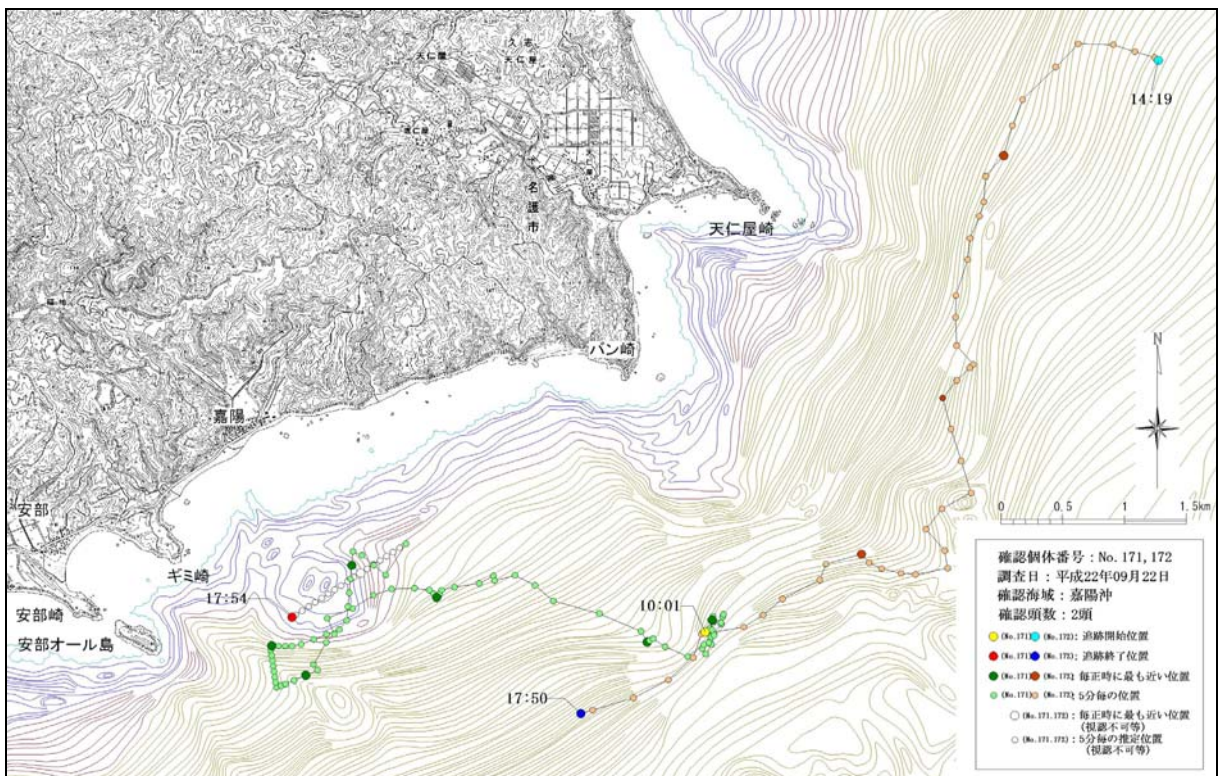 久志
天仁屋
天仁屋
14:19
名護市
天仁屋崎
バン崎
N
嘉陽
0 0.5 1 1.5km
安部
確認個体番号：No. 171, 172
ギミ崎
調査日：平成22年09月22日
17:54
確認海域：嘉陽沖
安部崎
10:01
確認頭数：2頭
安部オール島
(No.171) (No.172)：追跡開始位置
(No.171) (No.172)：追跡終了位置
(No.171) (No.172)：毎正時に最も近い位置
17:50
(No.171) (No.172)：5分毎の位置
(No.171,172)：毎正時に最も近い位置
(視認不可等)
(No.171,172)：5分毎の推定位置
(視認不可等)